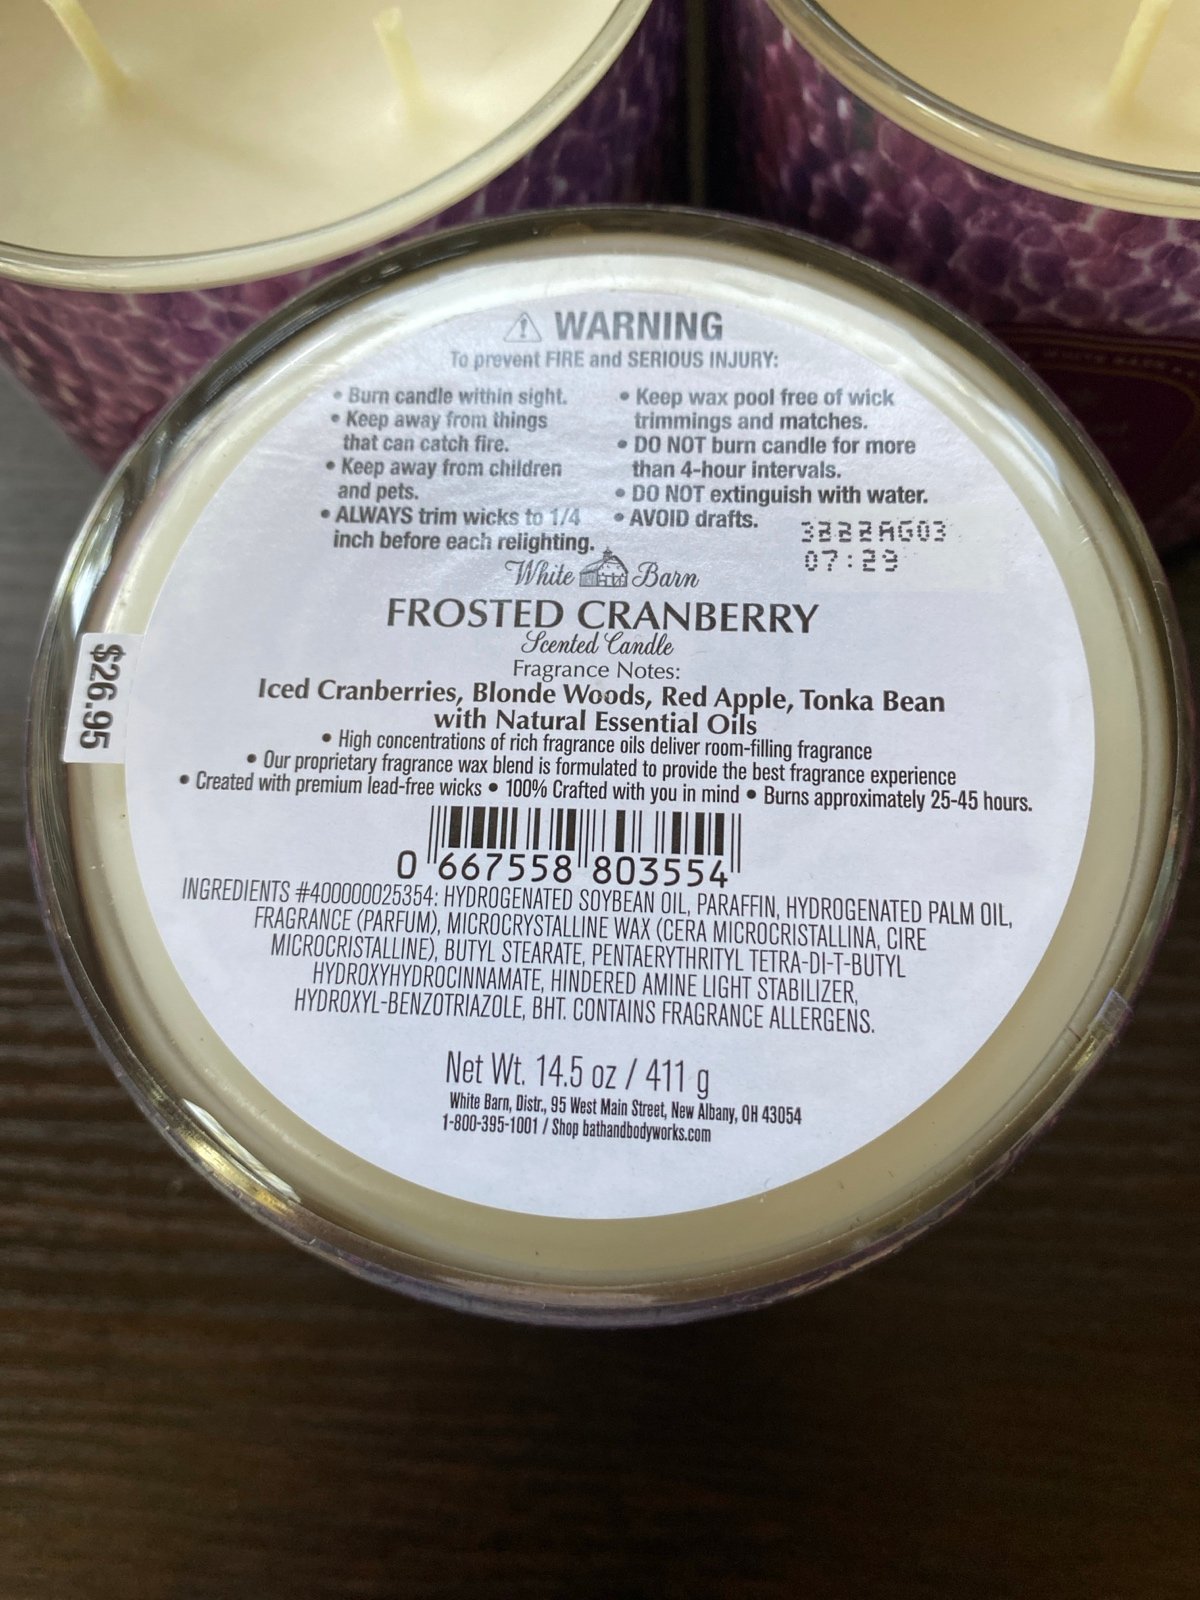 ⚠ WARNING
To prevent FIRE and SERIOUS INJURY:
• Burn candle within sight.
• Keep away from things
that can catch fire.
• Keep away from children
and pets.
• ALWAYS trim wicks to 1/4
inch before each relighting.
• Keep wax pool free of wick
trimmings and matches.
• DO NOT burn candle for more
than 4-hour intervals.
• DO NOT extinguish with water.
• AVOID drafts.
3222AG03
07:29
White Barn
FROSTED CRANBERRY
Scented Candle
Fragrance Notes:
Iced Cranberries, Blonde Woods, Red Apple, Tonka Bean
with Natural Essential Oils
• High concentrations of rich fragrance oils deliver room-filling fragrance
• Our proprietary fragrance wax blend is formulated to provide the best fragrance experience
• Created with premium lead-free wicks • 100% Crafted with you in mind • Burns approximately 25-45 hours.
$26.95
0 667558 803554
INGREDIENTS #400000025354: HYDROGENATED SOYBEAN OIL, PARAFFIN, HYDROGENATED PALM OIL,
FRAGRANCE (PARFUM), MICROCRYSTALLINE WAX (CERA MICROCRISTALLINA, CIRE
MICROCRISTALLINE), BUTYL STEARATE, PENTAERYTHRITYL TETRA-DI-T-BUTYL
HYDROXYHYDROCINNAMATE, HINDERED AMINE LIGHT STABILIZER,
HYDROXYL-BENZOTRIAZOLE, BHT. CONTAINS FRAGRANCE ALLERGENS.
Net Wt. 14.5 oz / 411 g
White Barn, Distr., 95 West Main Street, New Albany, OH 43054
1-800-395-1001 / Shop bathandbodyworks.com